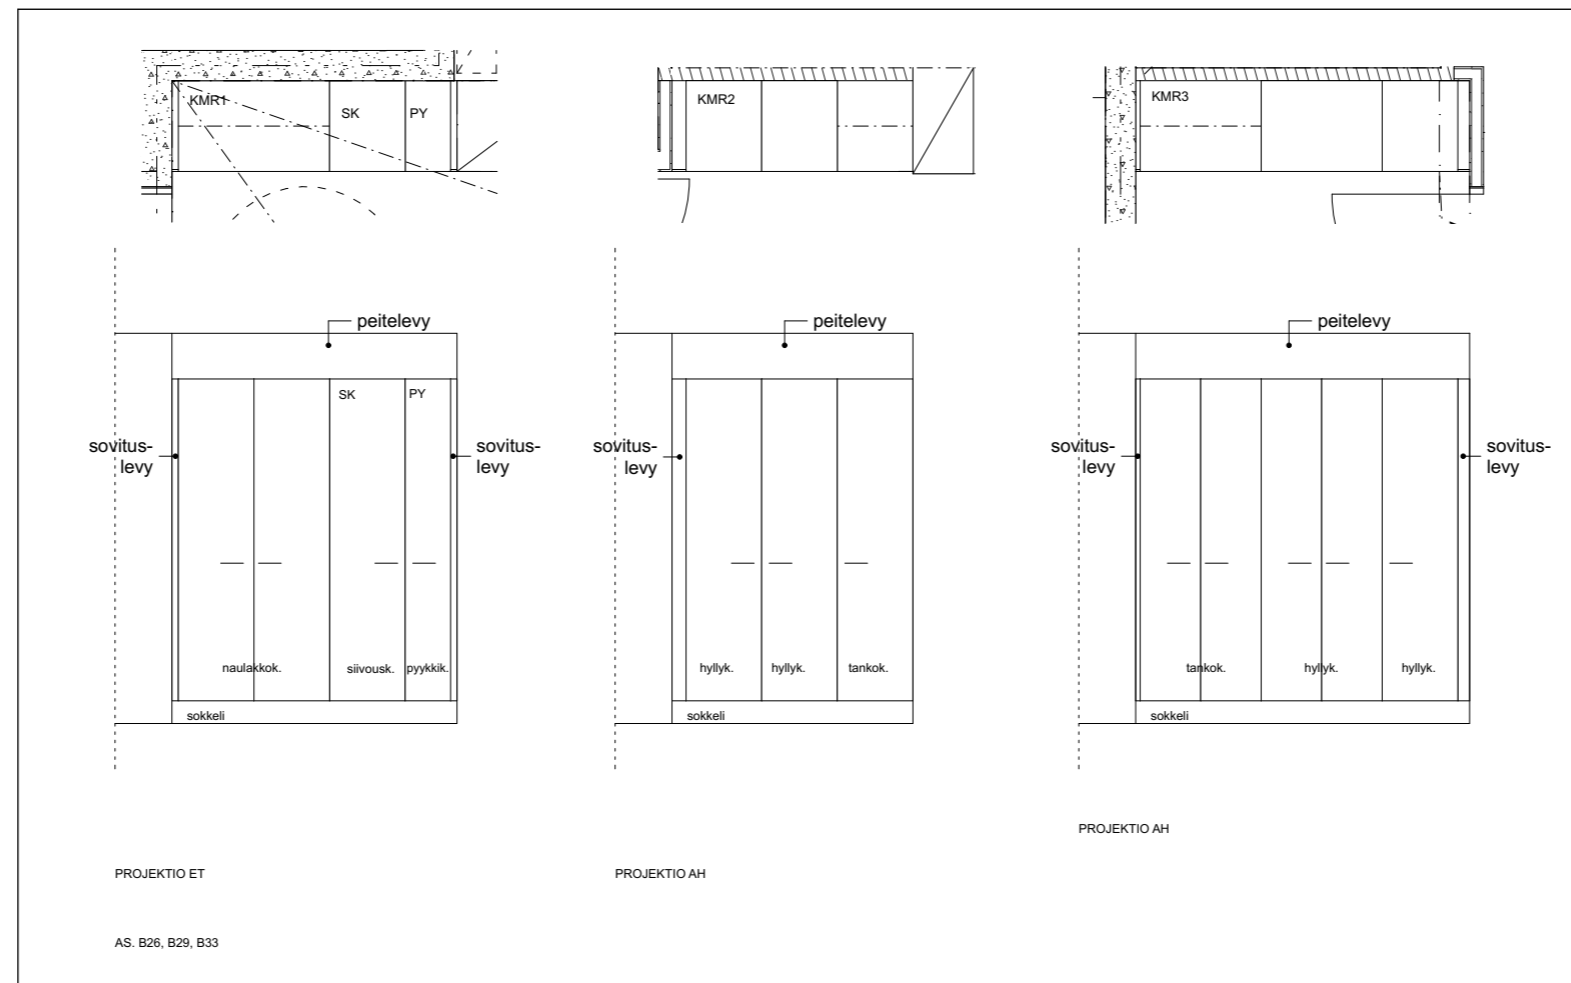 KMR1
SK
PY
KMR2
KMR3
peitelevy
SK
PY
sovitus-
levy
sovitus-
levy
naulakkok.
siivousk.
pyykkik.
sokkeli
peitelevy
sovitus-
levy
hyllyk.
hyllyk.
tankok.
sokkeli
peitelevy
sovitus-
levy
sovitus-
levy
tankok.
hyllyk.
hyllyk.
sokkeli
PROJEKTIO AH
PROJEKTIO ET
PROJEKTIO AH
AS. B26, B29, B33